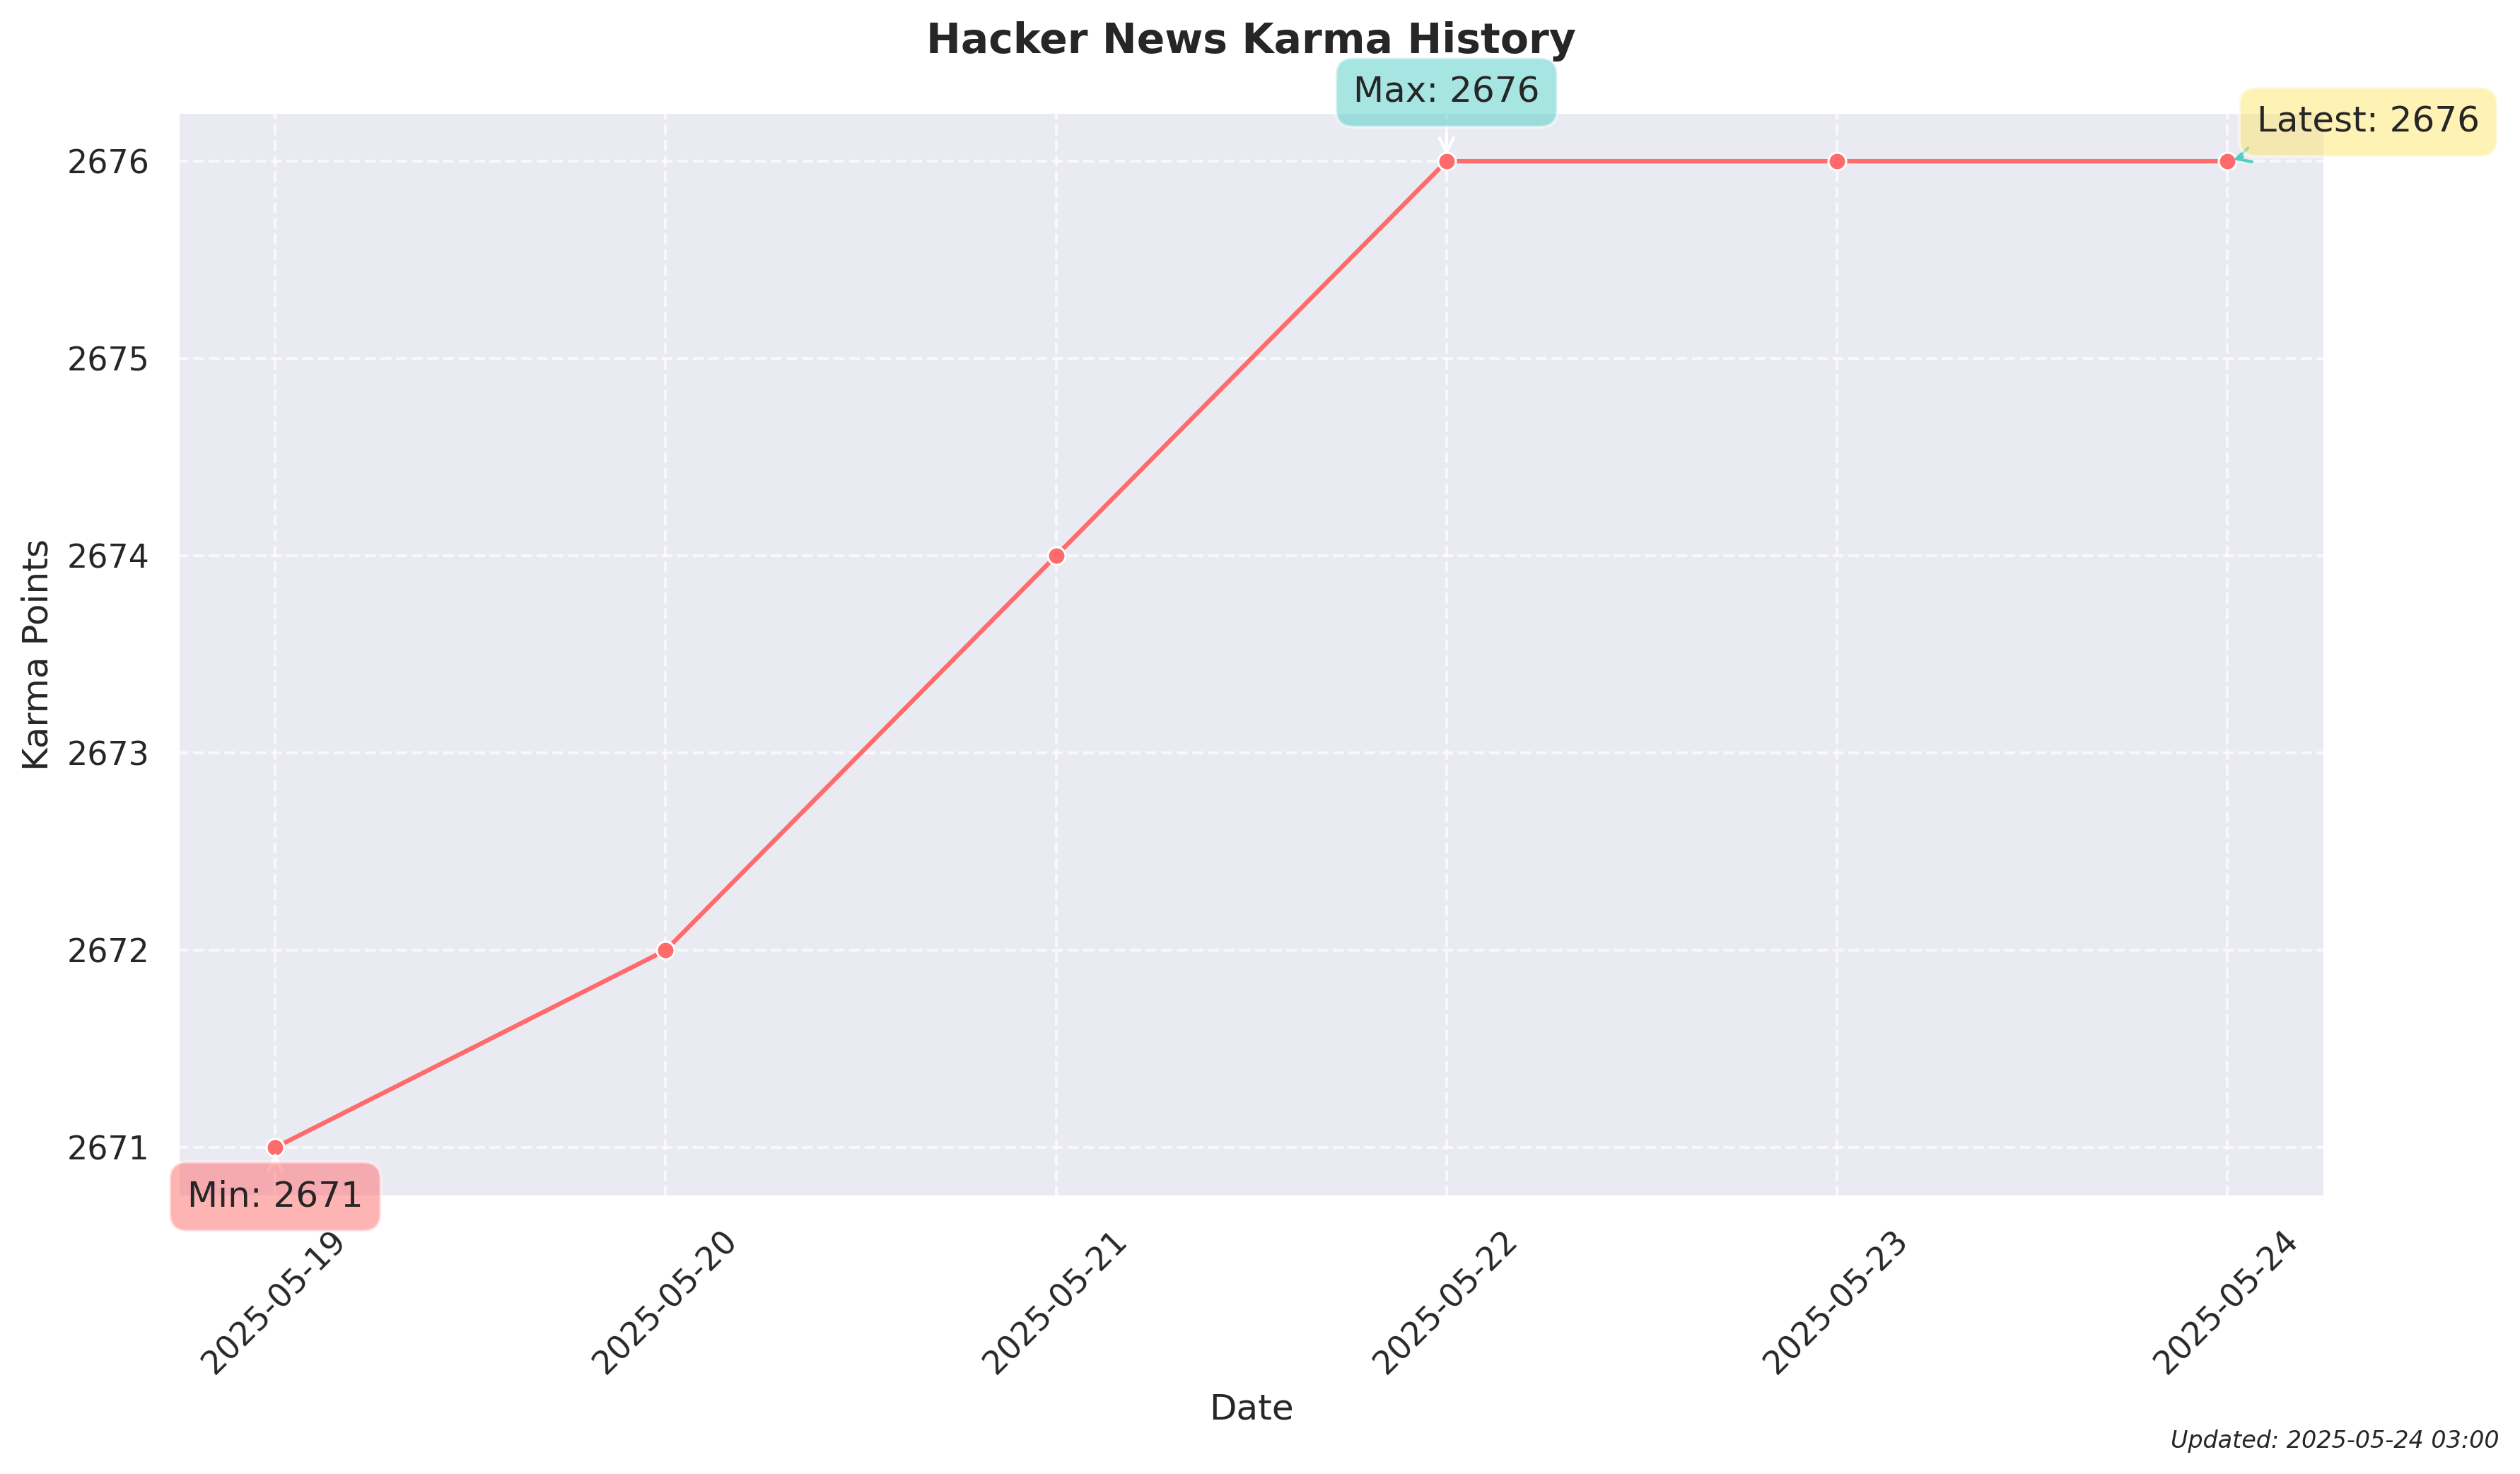 Hacker News Karma History
Max: 2676
Latest: 2676
2676
2675
2674
2673
2672
2671
Karma Points
Min: 2671
2025-05-19
2025-05-20
2025-05-21
2025-05-22
2025-05-23
2025-05-24
Date
Updated: 2025-05-24 03:00